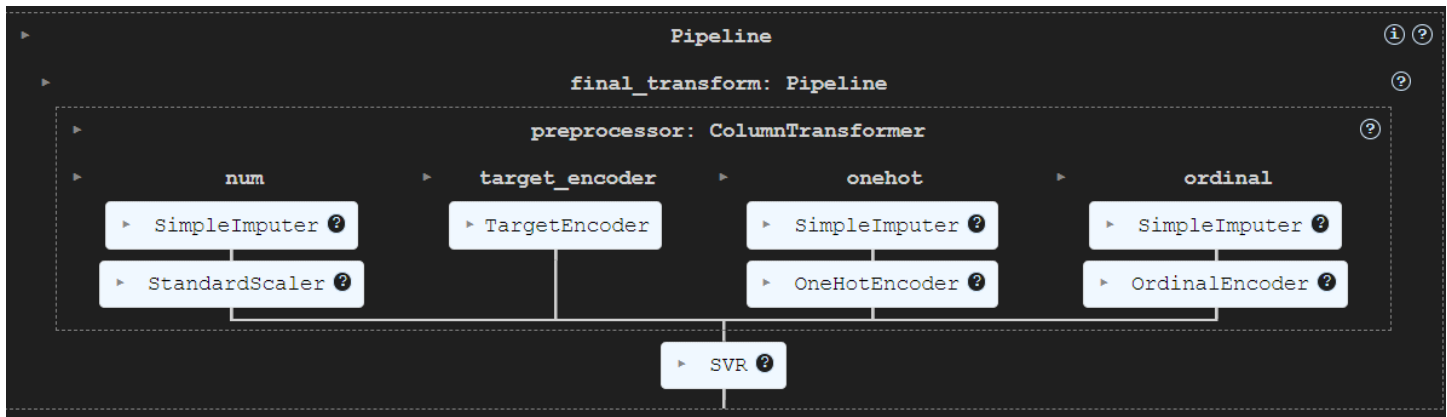 Pipeline
final_transform: Pipeline
preprocessor: ColumnTransformer
num target_encoder onehot ordinal
SimpleImputer TargetEncoder SimpleImputer SimpleImputer
StandardScaler OneHotEncoder OrdinalEncoder
SVR